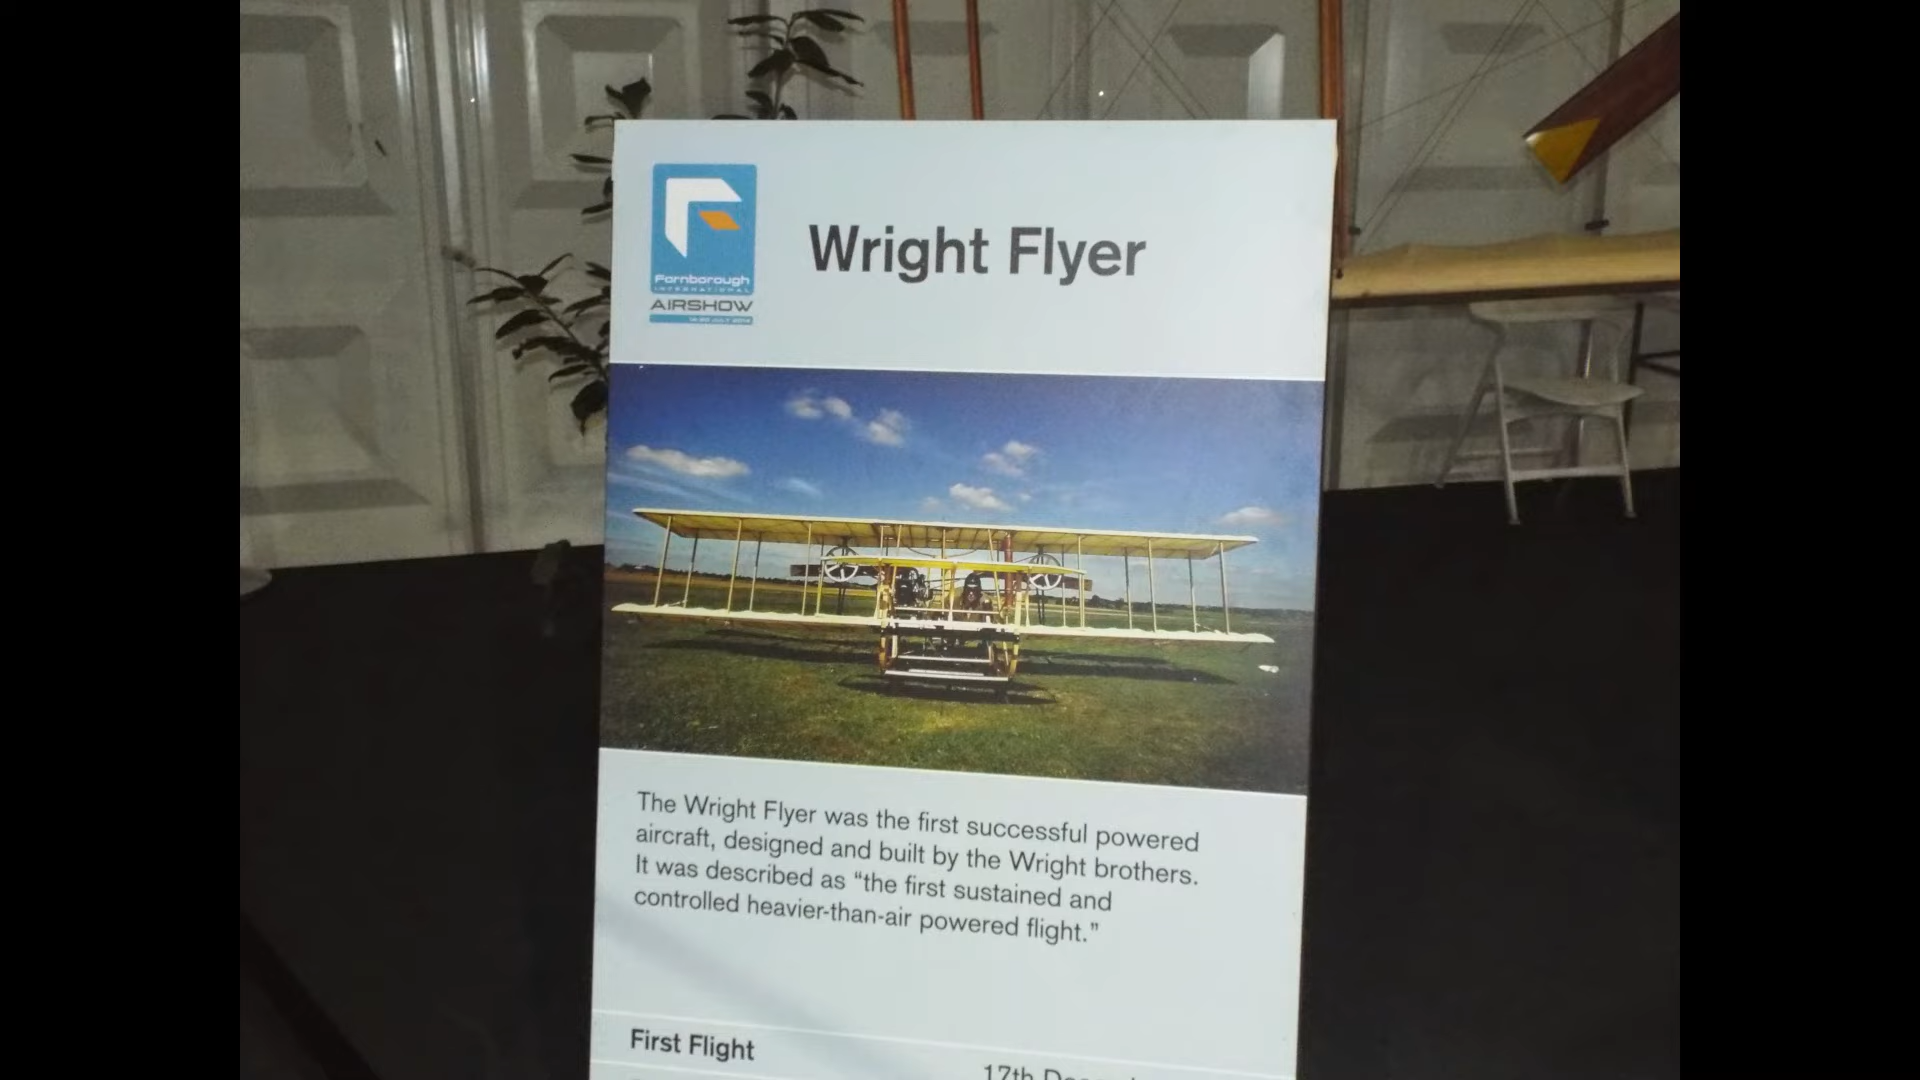 Wright Flyer
Farnborough
INTERNATIONAL
AIRSHOW
The Wright Flyer was the first successful powered
aircraft, designed and built by the Wright brothers.
It was described as “the first sustained and
controlled heavier-than-air powered flight.”
First Flight
17th